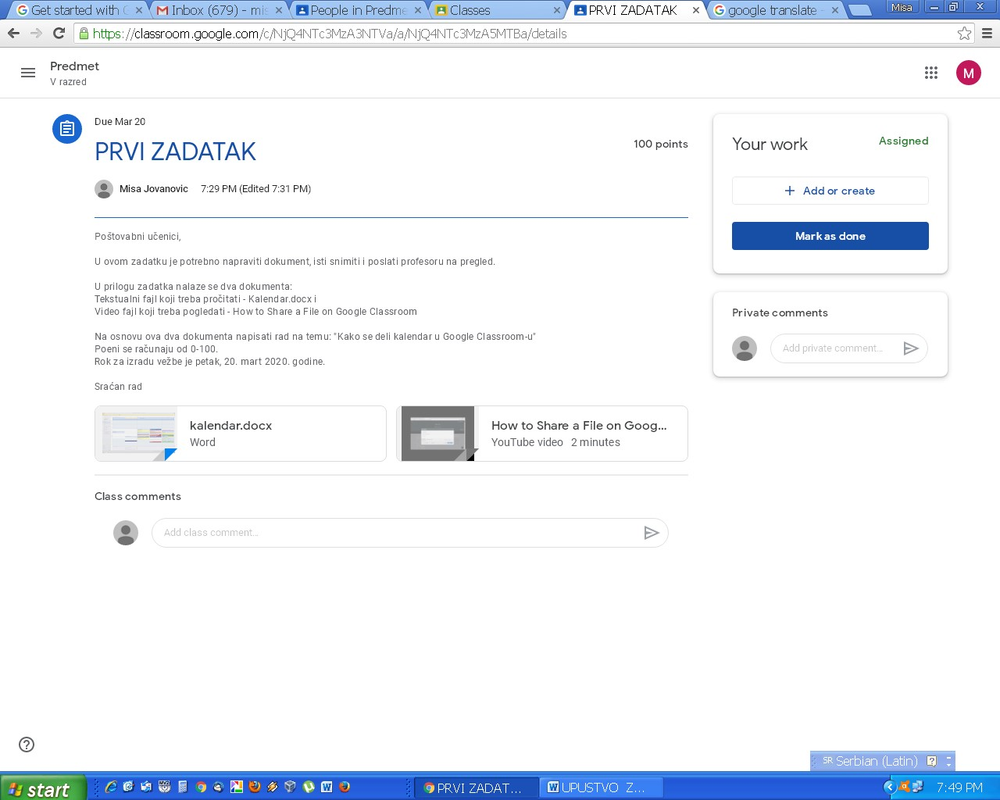 Get started with G
Inbox (679) - mis
People in Predme
Classes
PRVI ZADATAK
google translate -
Misa
https://classroom.google.com/c/NjQ4NTc3MzA3NTVa/a/NjQ4NTc3MzA5MTBa/details
Predmet
V razred
M
Due Mar 20
PRVI ZADATAK
100 points
Misa Jovanovic 7:29 PM (Edited 7:31 PM)
Poštovabni učenici,
U ovom zadatku je potrebno napraviti dokument, isti snimiti i poslati profesoru na pregled.
U prilogu zadatka nalaze se dva dokumenta:
Tekstualni fajl koji treba pročitati - Kalendar.docx i
Video fajl koji treba pogledati - How to Share a File on Google Classroom
Na osnovu ova dva dokumenta napisati rad na temu: "Kako se deli kalendar u Google Classroom-u"
Poeni se računaju od 0-100.
Rok za izradu vežbe je petak, 20. mart 2020. godine.
Sraćan rad
kalendar.docx
Word
How to Share a File on Goog...
YouTube video 2 minutes
Class comments
Add class comment...
Your work
Assigned
+ Add or create
Mark as done
Private comments
Add private comment...
SR Serbian (Latin)
start
PRVI ZADAT...
UPUSTVO Z...
7:49 PM